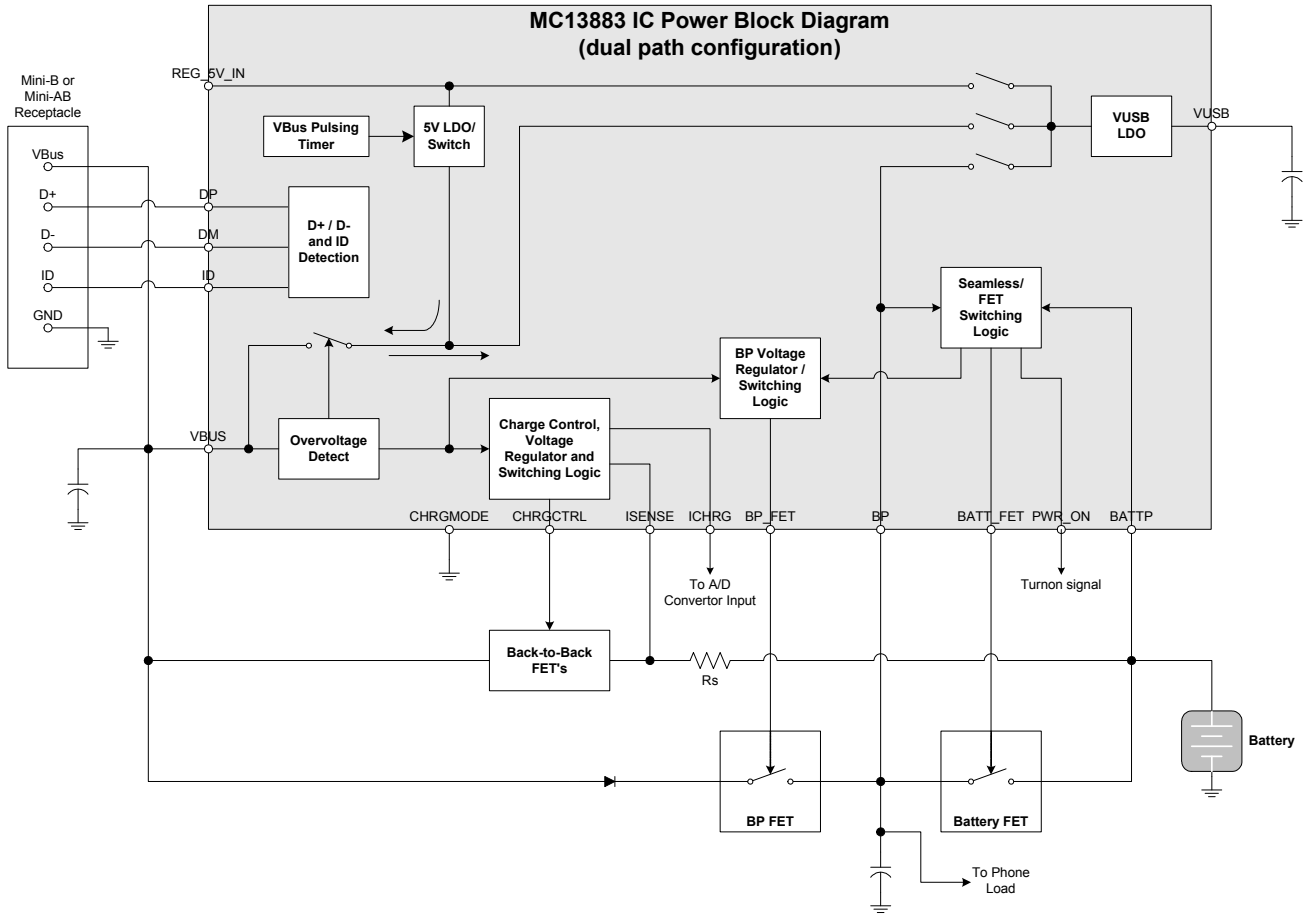 MC13883 IC Power Block Diagram
(dual path configuration)
Mini-B or
Mini-AB
Receptacle
REG_5V_IN
VBus Pulsing
Timer
5V LDO/
Switch
VUSB
LDO
VUSB
VBus
D+
D-
ID
GND
DP
DM
ID
D+ / D-
and ID
Detection
Seamless/
FET
Switching
Logic
BP Voltage
Regulator /
Switching
Logic
VBUS
Overvoltage
Detect
Charge Control,
Voltage
Regulator and
Switching Logic
CHRGMODE
CHRGCTRL
ISENSE
ICHRG
BP_FET
BP
BATT_FET
PWR_ON
BATTP
To A/D
Convertor Input
Turnon signal
Back-to-Back
FET's
Rs
Battery
BP FET
Battery FET
To Phone
Load